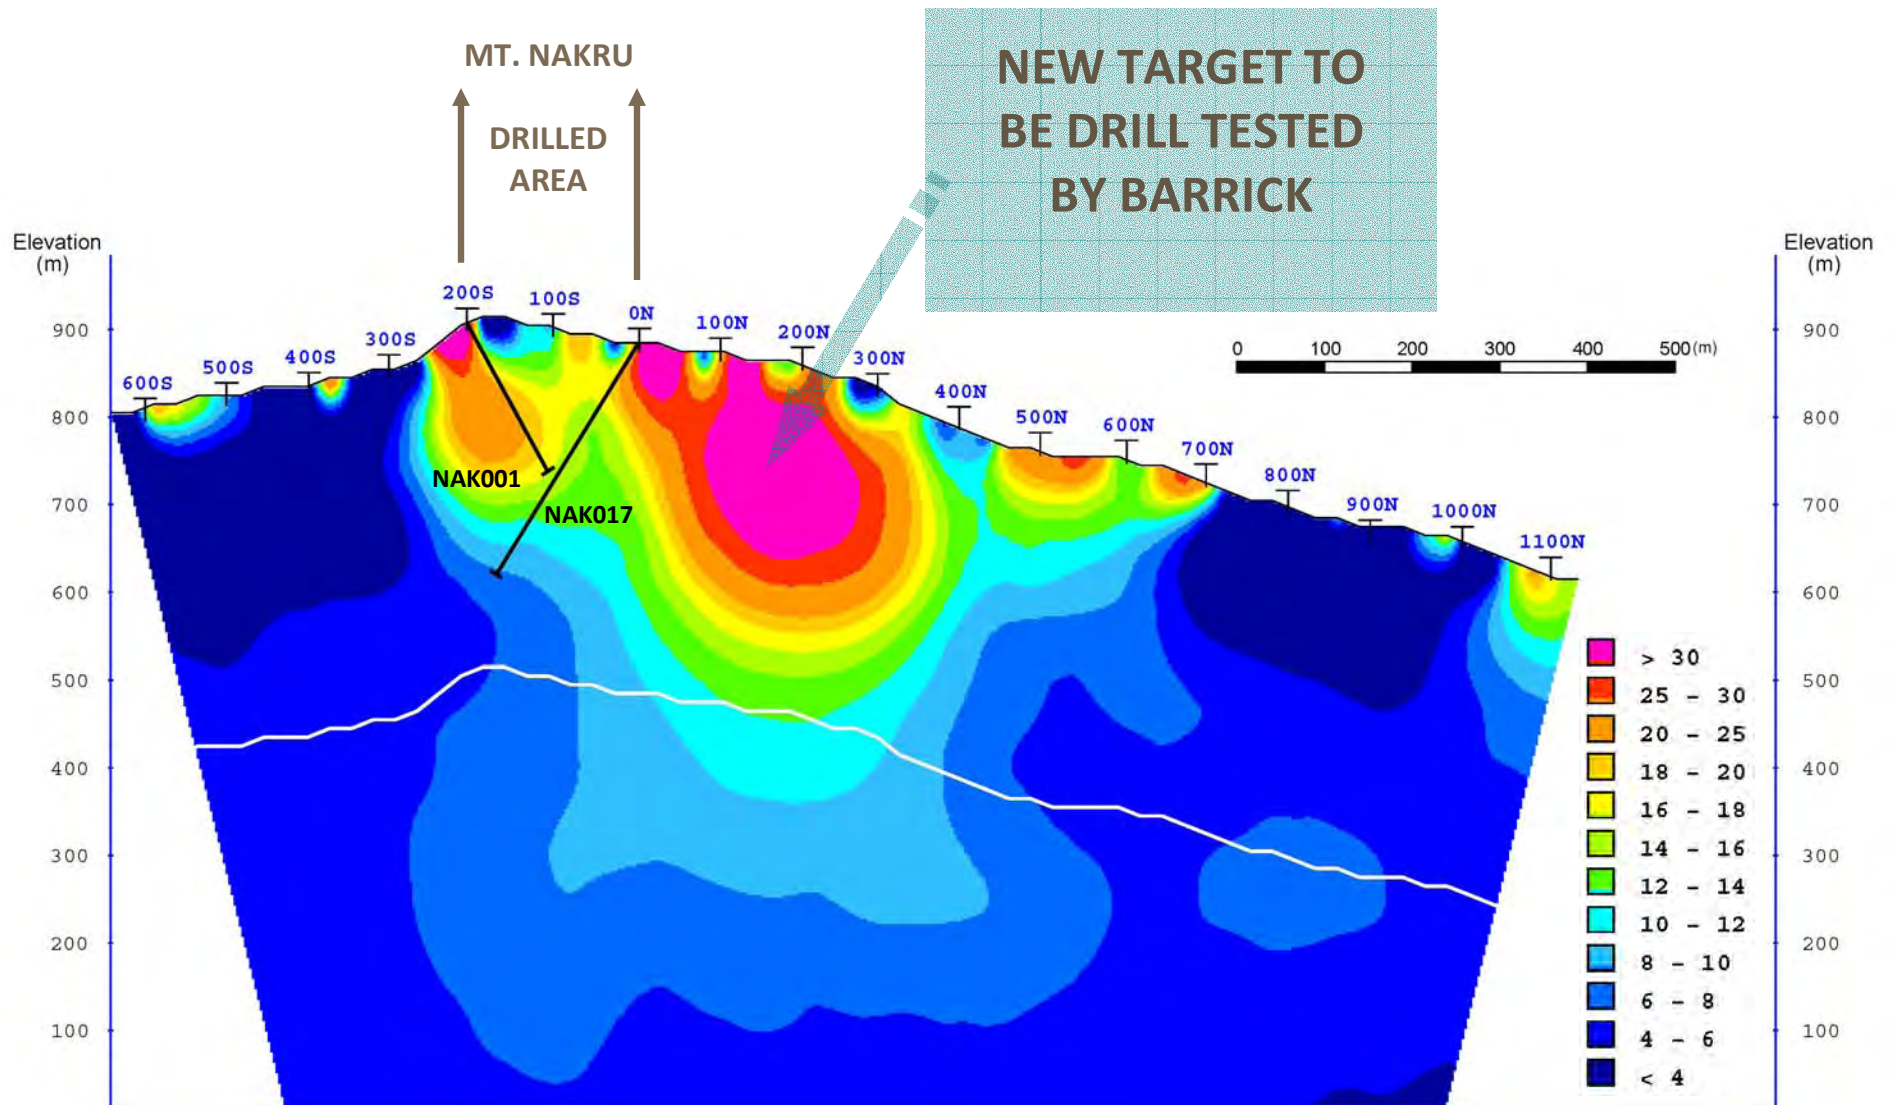 MT. NAKRU
DRILLED
AREA
NEW TARGET TO
BE DRILL TESTED
BY BARRICK
Elevation
(m)
900
800
700
600
500
400
300
200
100
600S
500S
400S
300S
200S
100S
0N
100N
200N
300N
400N
500N
600N
700N
800N
900N
1000N
1100N
NAK001
NAK017
0 100 200 300 400 500(m)
Elevation
(m)
900
800
700
600
500
400
300
200
100
> 30
25 - 30
20 - 25
18 - 20
16 - 18
14 - 16
12 - 14
10 - 12
8 - 10
6 - 8
4 - 6
< 4